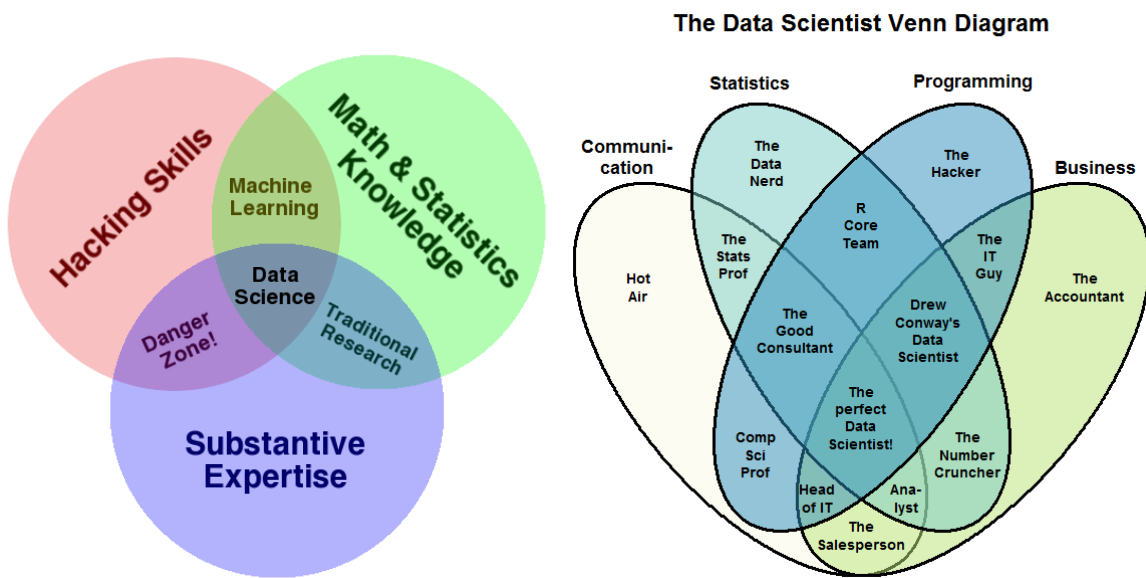 Hacking Skills
Math & Statistics
Knowledge
Machine
Learning
Data
Science
Danger
Zone!
Traditional
Research
Substantive
Expertise
The Data Scientist Venn Diagram
Communi-
cation
Statistics
Programming
Business
The
Data
Nerd
The
Hacker
R
Core
Team
The
Stats
Prof
The
IT
Guy
Hot
Air
The
Accountant
The
Good
Consultant
Drew
Conway's
Data
Scientist
The
perfect
Data
Scientist!
Comp
Sci
Prof
The
Number
Cruncher
Head
of IT
Ana-
lyst
The
Salesperson